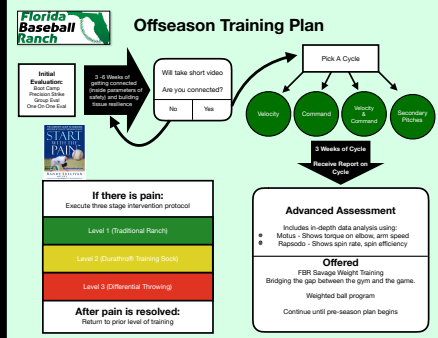 Florida
Baseball
Ranch
Offseason Training Plan
Initial
Evaluation:
Boot Camp
Precision Strike
Group Eval
One-On One Eval
3 -6 Weeks of
getting connected
(inside parameters of
safety) and building
tissue resilience
Will take short video
Are you connected?
No
Yes
Pick A Cycle
Velocity
Command
Velocity
&
Command
Secondary
Pitches
3 Weeks of Cycle
Receive Report on
Cycle
START
WITH THE
PAIN
RANDY SULLIVAN
If there is pain:
Execute three stage intervention protocol
Level 1 (Traditional Ranch)
Level 2 (Durathro® Training Sock)
Level 3 (Differential Throwing)
After pain is resolved:
Return to prior level of training
Advanced Assessment
Includes in-depth data analysis using:
Motus - Shows torque on elbow, arm speed
Rapsodo - Shows spin rate, spin efficiency
Offered
FBR Savage Weight Training
Bridging the gap between the gym and the game.
Weighted ball program
Continue until pre-season plan begins